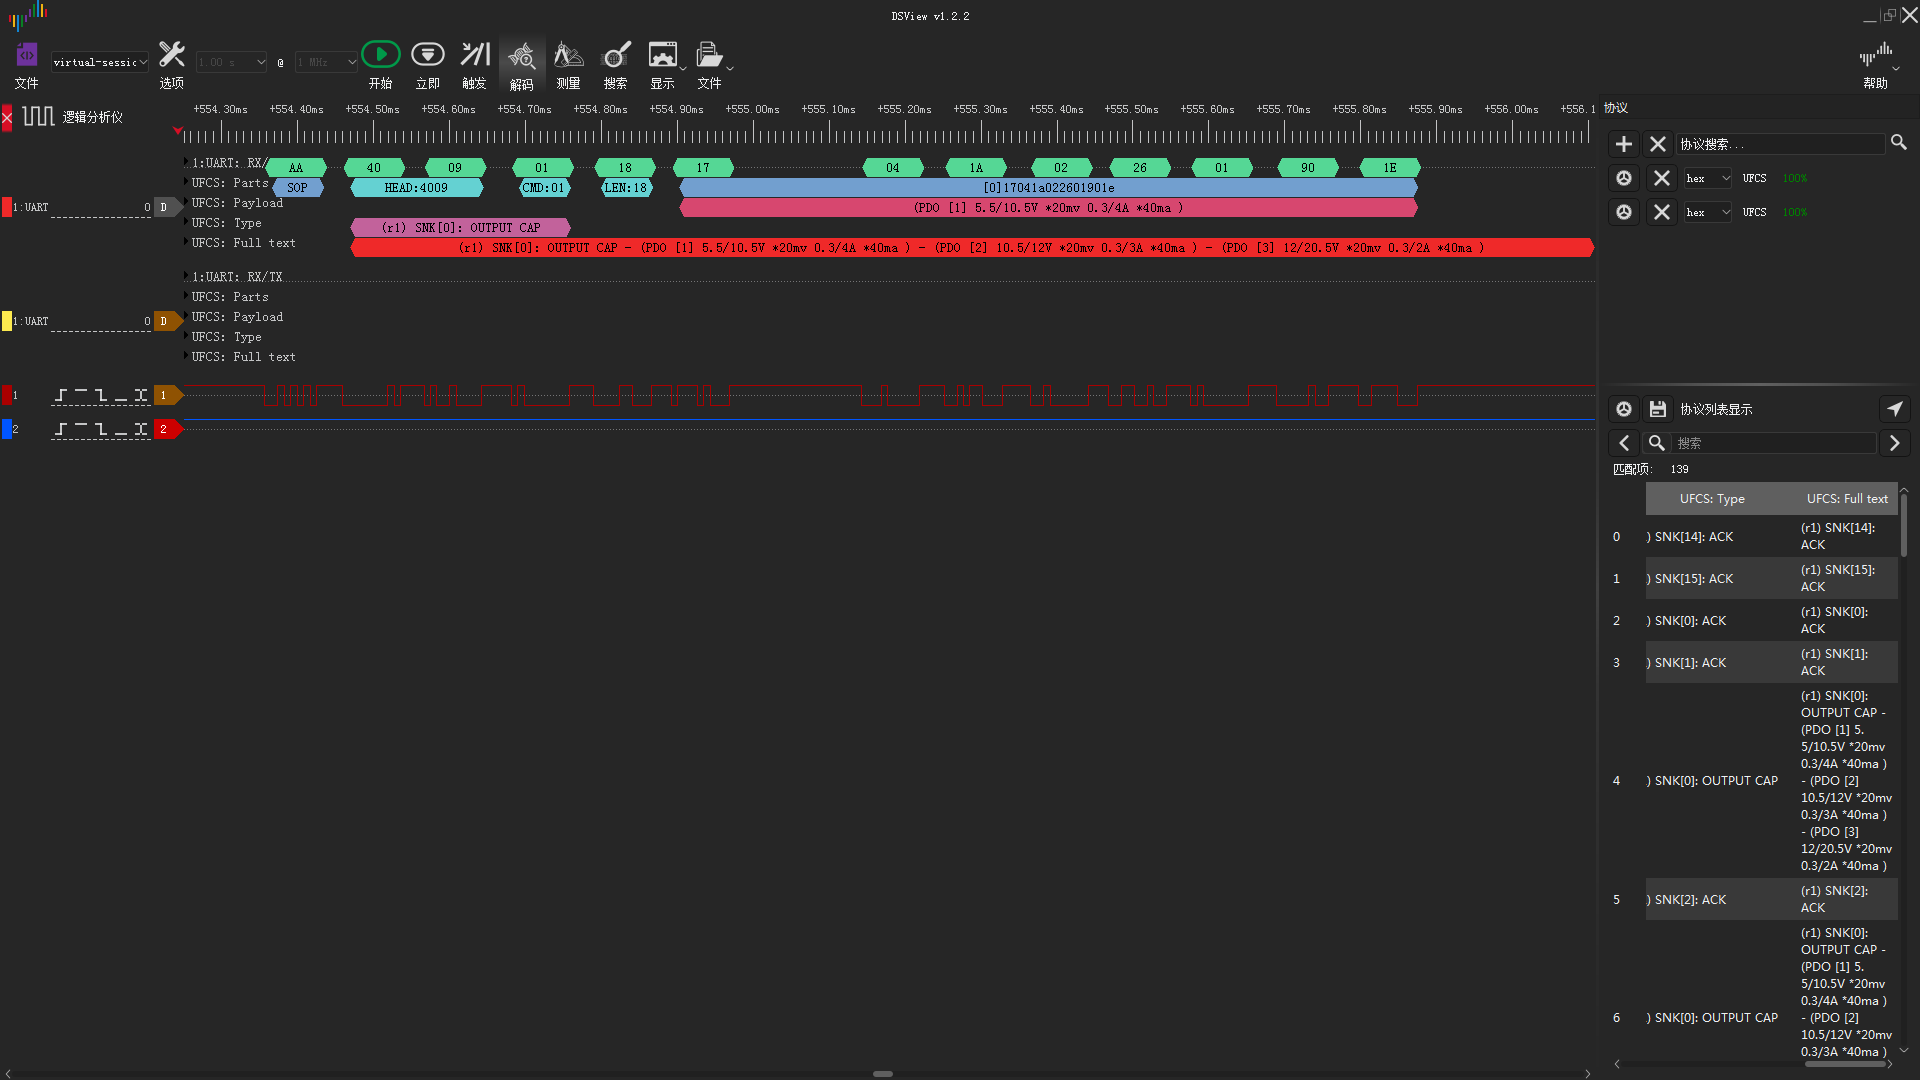 DSView v1.2.2
virtual-sessic
1.00 s
@
1 MHz
文件
选项
开始
立即
触发
解码
测量
搜索
显示
文件
帮助
逻辑分析仪
+554.30ms +554.40ms +554.50ms +554.60ms +554.70ms +554.80ms +554.90ms +555.00ms +555.10ms +555.20ms +555.30ms +555.40ms +555.50ms +555.60ms +555.70ms +555.80ms +555.90ms +556.00ms +556.1
1:UART: RX/ AA 40 09 01 18 17 04 1A 02 26 01 90 1E
UFCS: Parts SOP HEAD:4009 CMD:01 LEN:18 [0]17041a022601901e
1:UART 0 D
UFCS: Payload (PDO [1] 5.5/10.5V *20mv 0.3/4A *40ma )
UFCS: Type (r1) SNK[0]: OUTPUT CAP
UFCS: Full text (r1) SNK[0]: OUTPUT CAP - (PDO [1] 5.5/10.5V *20mv 0.3/4A *40ma ) - (PDO [2] 10.5/12V *20mv 0.3/3A *40ma ) - (PDO [3] 12/20.5V *20mv 0.3/2A *40ma )
1:UART: RX/TX
UFCS: Parts
1:UART 0 D
UFCS: Payload
UFCS: Type
UFCS: Full text
1 1
2 2
协议
协议搜索...
hex UFCS 100%
hex UFCS 100%
协议列表显示
搜索
匹配项: 139
UFCS: Type UFCS: Full text
0 ) SNK[14]: ACK (r1) SNK[14]:
ACK
1 ) SNK[15]: ACK (r1) SNK[15]:
ACK
2 ) SNK[0]: ACK (r1) SNK[0]:
ACK
3 ) SNK[1]: ACK (r1) SNK[1]:
ACK
4 ) SNK[0]: OUTPUT CAP (r1) SNK[0]:
OUTPUT CAP -
(PDO [1] 5.
5/10.5V *20mv
0.3/4A *40ma )
- (PDO [2]
10.5/12V *20mv
0.3/3A *40ma )
- (PDO [3]
12/20.5V *20mv
0.3/2A *40ma )
5 ) SNK[2]: ACK (r1) SNK[2]:
ACK
6 ) SNK[0]: OUTPUT CAP (r1) SNK[0]:
OUTPUT CAP -
(PDO [1] 5.
5/10.5V *20mv
0.3/4A *40ma )
- (PDO [2]
10.5/12V *20mv
0.3/3A *40ma )